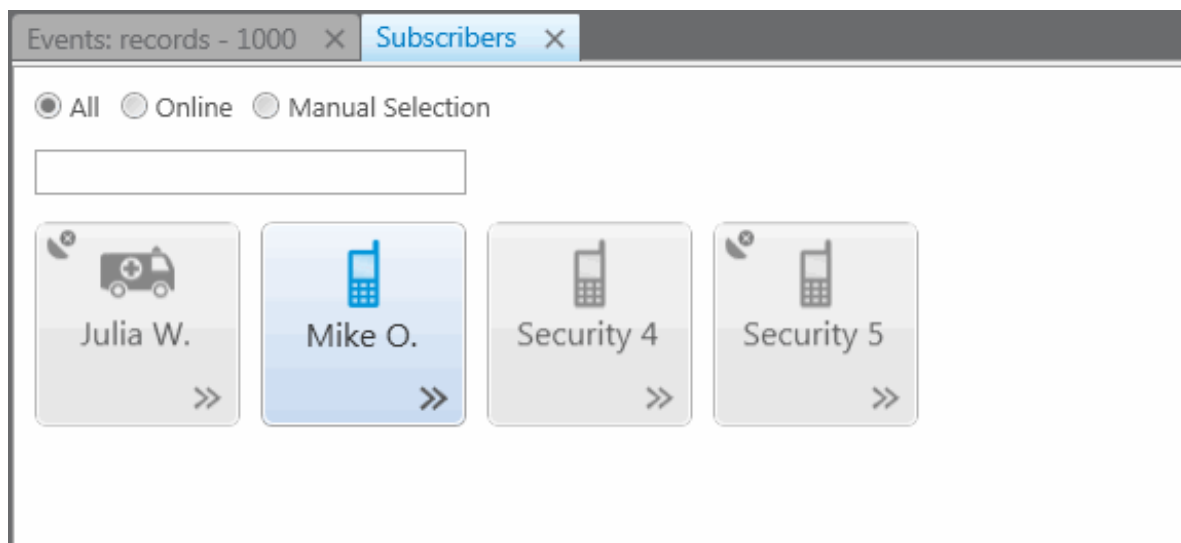 Events: records - 1000
Subscribers
All Online Manual Selection
Julia W.
Mike O.
Security 4
Security 5